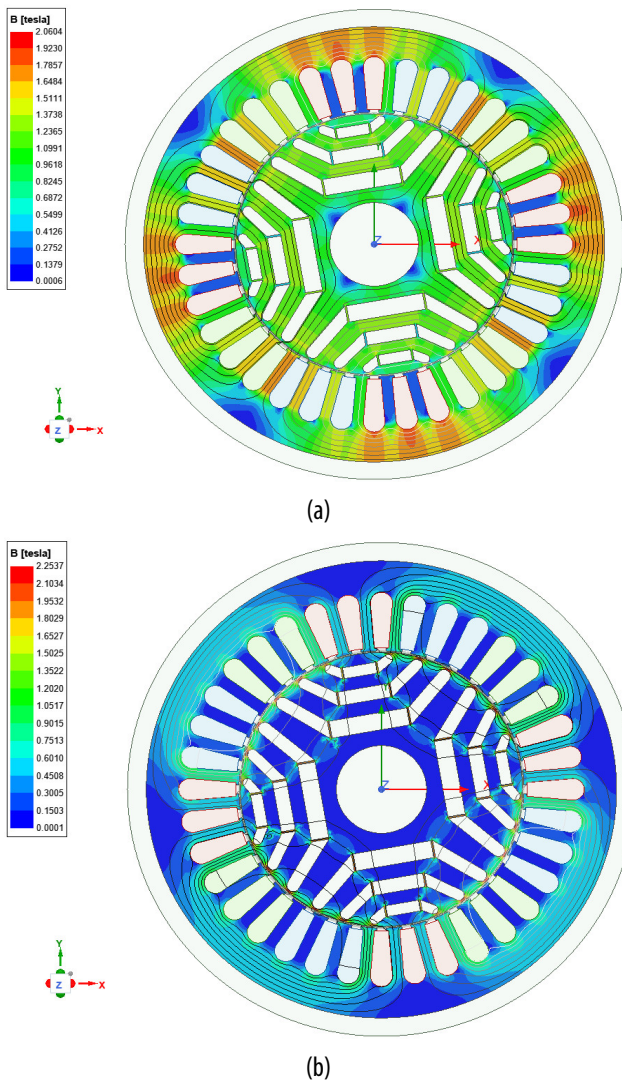 B [tesla]
2.0604
1.9230
1.7857
1.6484
1.5111
1.3738
1.2365
1.0991
0.9618
0.8245
0.6872
0.5499
0.4126
0.2752
0.1379
0.0006
Z
X
Y
Z
X
(a)
B [tesla]
2.2537
2.1034
1.9532
1.8029
1.6527
1.5025
1.3522
1.2020
1.0517
0.9015
0.7513
0.6010
0.4508
0.3005
0.1503
0.0001
Z
X
Y
Z
X
(b)